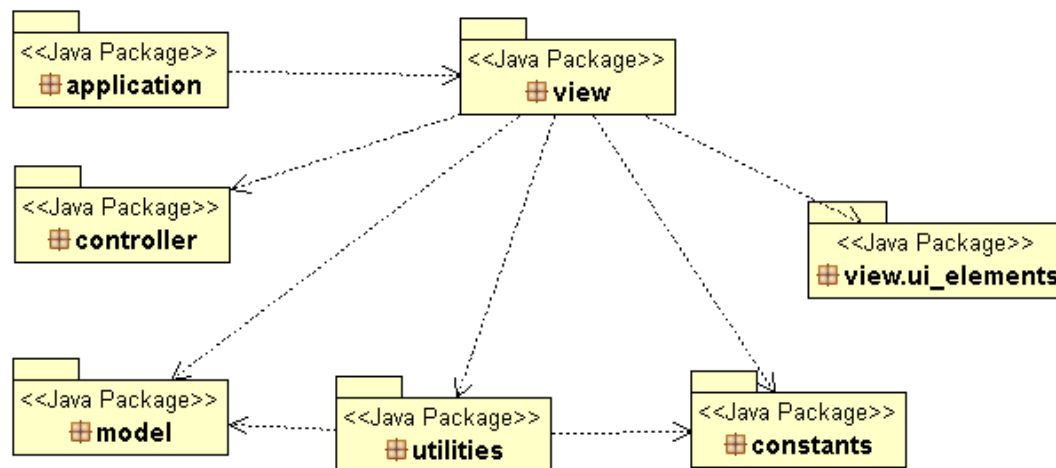 <<Java Package>>
application
<<Java Package>>
view
<<Java Package>>
controller
<<Java Package>>
view.ui_elements
<<Java Package>>
model
<<Java Package>>
utilities
<<Java Package>>
constants